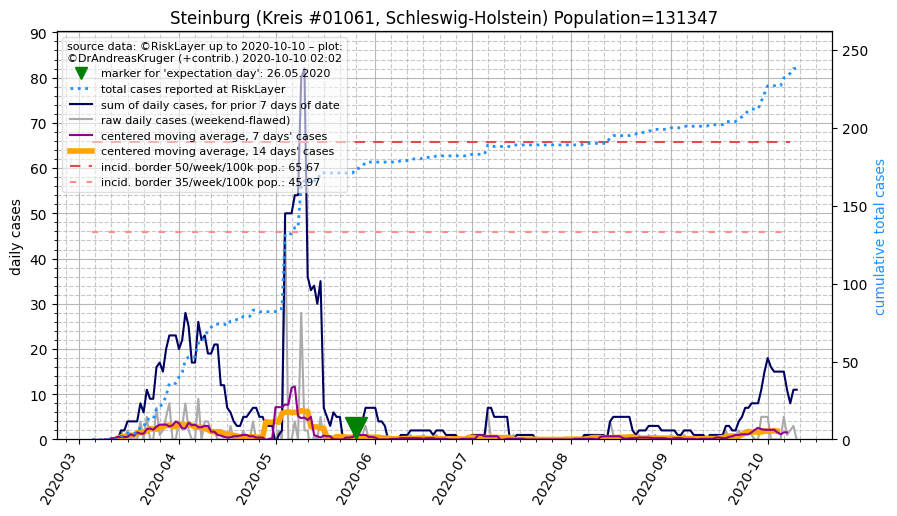 Steinburg (Kreis #01061, Schleswig-Holstein) Population=131347
source data: ©RiskLayer up to 2020-10-10 – plot:
©DrAndreasKruger (+contrib.) 2020-10-10 02:02
marker for 'expectation day': 26.05.2020
total cases reported at RiskLayer
sum of daily cases, for prior 7 days of date
raw daily cases (weekend-flawed)
centered moving average, 7 days' cases
centered moving average, 14 days' cases
incid. border 50/week/100k pop.: 65.67
incid. border 35/week/100k pop.: 45.97
daily cases
90
80
70
60
50
40
30
20
10
0
cumulative total cases
250
200
150
100
50
0
2020-03
2020-04
2020-05
2020-06
2020-07
2020-08
2020-09
2020-10